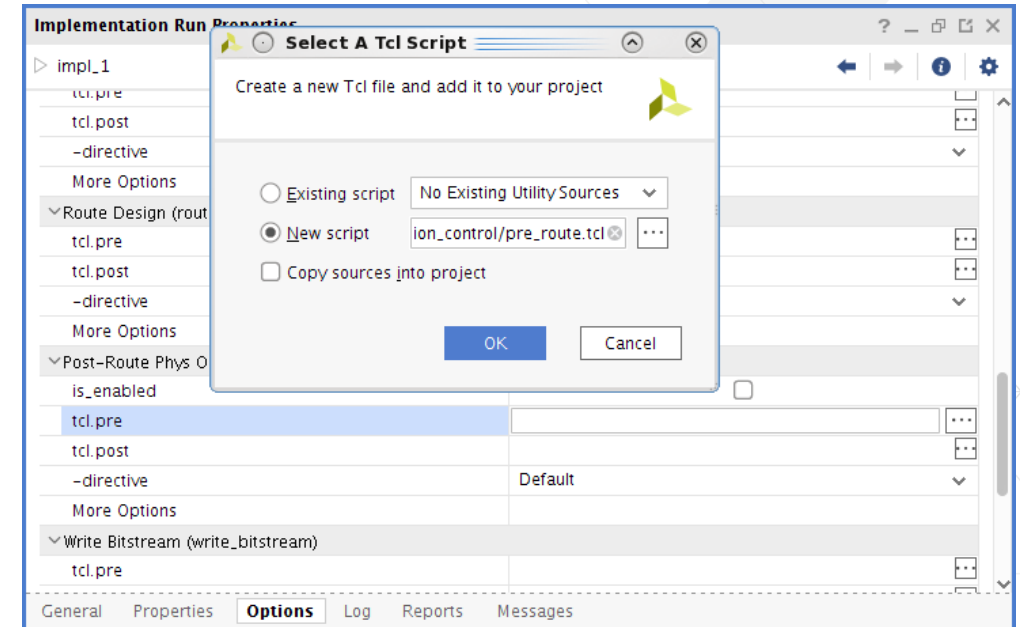 Implementation Run Properties
Select A Tcl Script
impl_1
Create a new Tcl file and add it to your project
tcl.pre
tcl.post
-directive
More Options
Existing script No Existing Utility Sources
Route Design (rout
New script ion_control/pre_route.tcl
tcl.pre
tcl.post
Copy sources into project
-directive
More Options
OK Cancel
Post-Route Phys O
is_enabled
tcl.pre
tcl.post
-directive Default
More Options
Write Bitstream (write_bitstream)
tcl.pre
General Properties Options Log Reports Messages